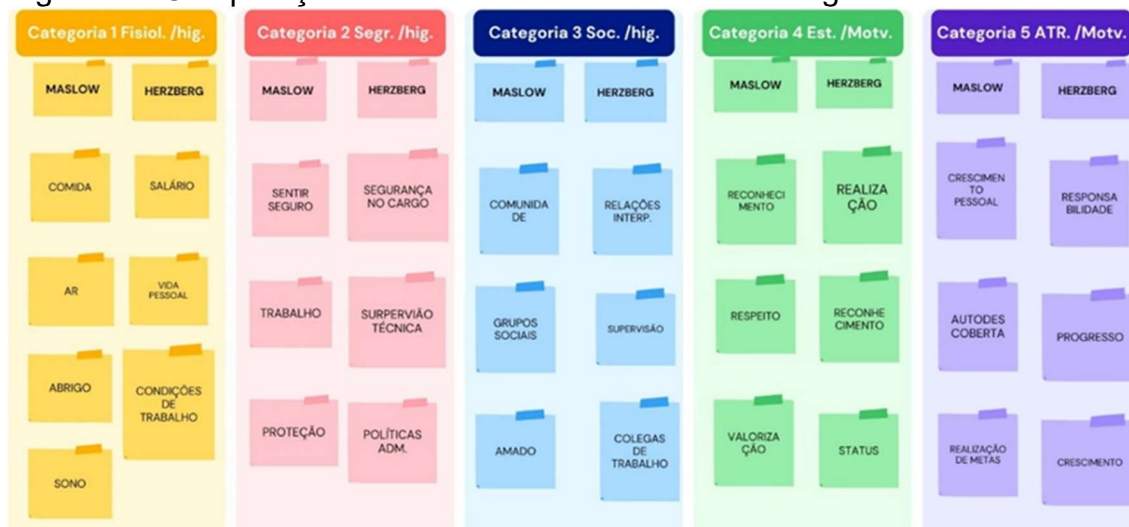 Categoria 1 Fisiol. /hig.
MASLOW
HERZBERG
COMIDA
SALÁRIO
AR
VIDA
PESSOAL
ABRIGO
CONDIÇÕES
DE
TRABALHO
SONO
Categoria 2 Segr. /hig.
MASLOW
HERZBERG
SENTIR
SEGURO
SEGURANÇA
NO CARGO
TRABALHO
SURPERVIÃO
TÉCNICA
PROTEÇÃO
POLÍTICAS
ADM.
Categoria 3 Soc. /hig.
MASLOW
HERZBERG
COMUNIDA
DE
RELAÇÕES
INTERP.
GRUPOS
SOCIAIS
SUPERVISÃO
AMADO
COLEGAS
DE
TRABALHO
Categoria 4 Est. /Motv.
MASLOW
HERZBERG
RECONHECI
MENTO
REALIZA
ÇÃO
RESPEITO
RECONHE
CIMENTO
VALORIZA
ÇÃO
STATUS
Categoria 5 ATR. /Motv.
MASLOW
HERZBERG
CRESCIMEN
TO
PESSOAL
RESPONSA
BILIDADE
AUTODES
COBERTA
PROGRESSO
REALIZAÇÃO
DE METAS
CRESCIMENTO